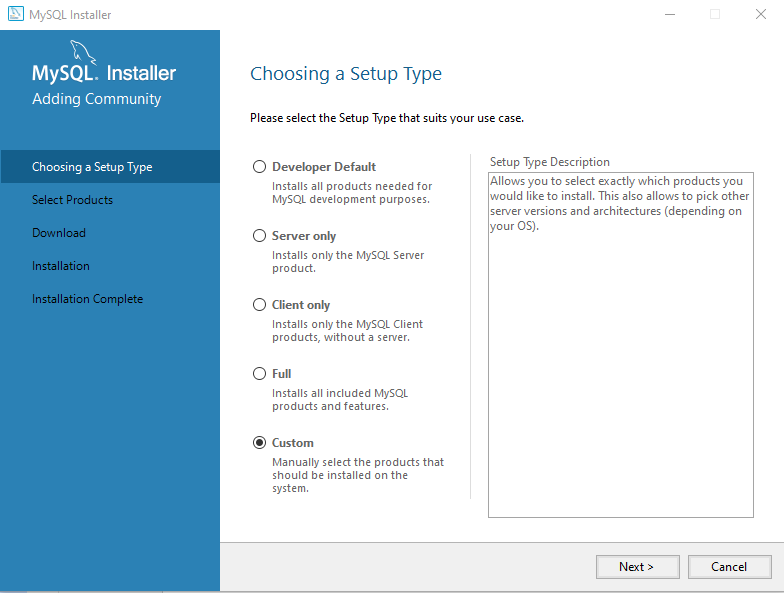 MySQL Installer
MySQL. Installer
Adding Community
Choosing a Setup Type
Select Products
Download
Installation
Installation Complete
Choosing a Setup Type
Please select the Setup Type that suits your use case.
Developer Default
Installs all products needed for
MySQL development purposes.
Server only
Installs only the MySQL Server
product.
Client only
Installs only the MySQL Client
products, without a server.
Full
Installs all included MySQL
products and features.
Custom
Manually select the products that
should be installed on the
system.
Setup Type Description
Allows you to select exactly which products you
would like to install. This also allows to pick other
server versions and architectures (depending on
your OS).
Next >
Cancel